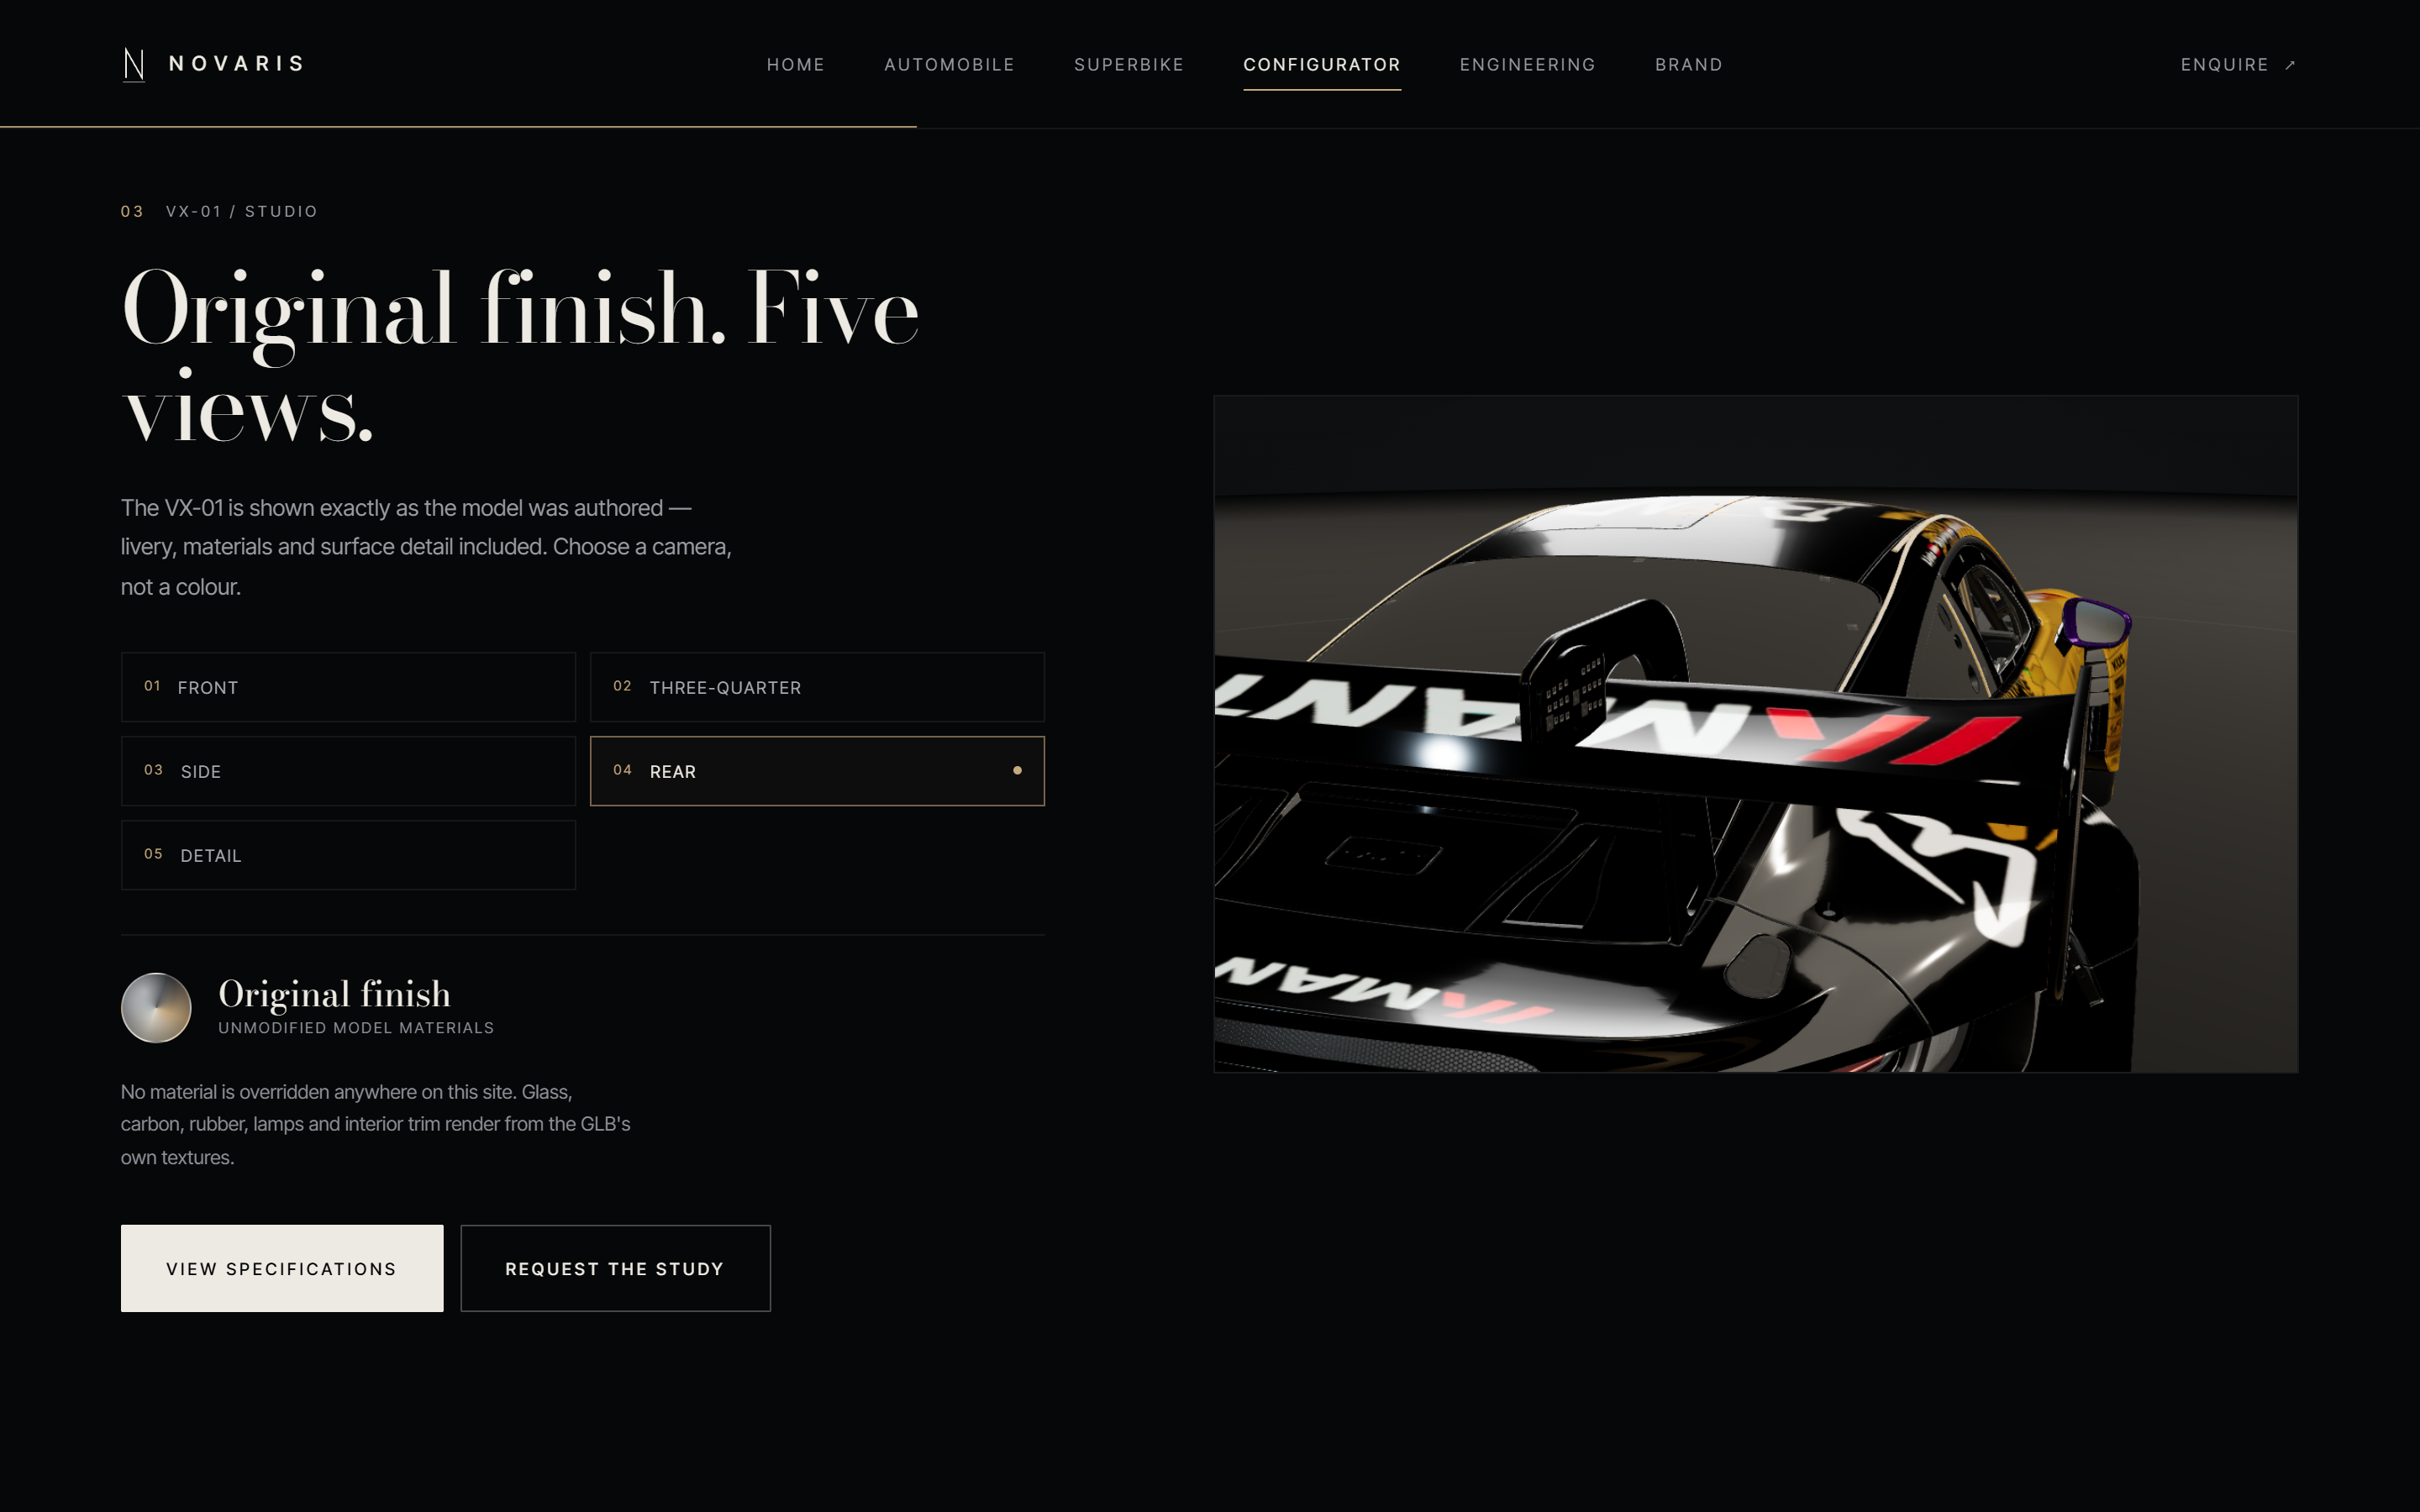 NOVARIS
HOME AUTOMOBILE SUPERBIKE CONFIGURATOR ENGINEERING BRAND
ENQUIRE ↗
03 VX-01 / STUDIO
Original finish. Five
views.
The VX-01 is shown exactly as the model was authored —
livery, materials and surface detail included. Choose a camera,
not a colour.
01 FRONT
02 THREE-QUARTER
03 SIDE
04 REAR
05 DETAIL
Original finish
UNMODIFIED MODEL MATERIALS
No material is overridden anywhere on this site. Glass,
carbon, rubber, lamps and interior trim render from the GLB's
own textures.
VIEW SPECIFICATIONS
REQUEST THE STUDY